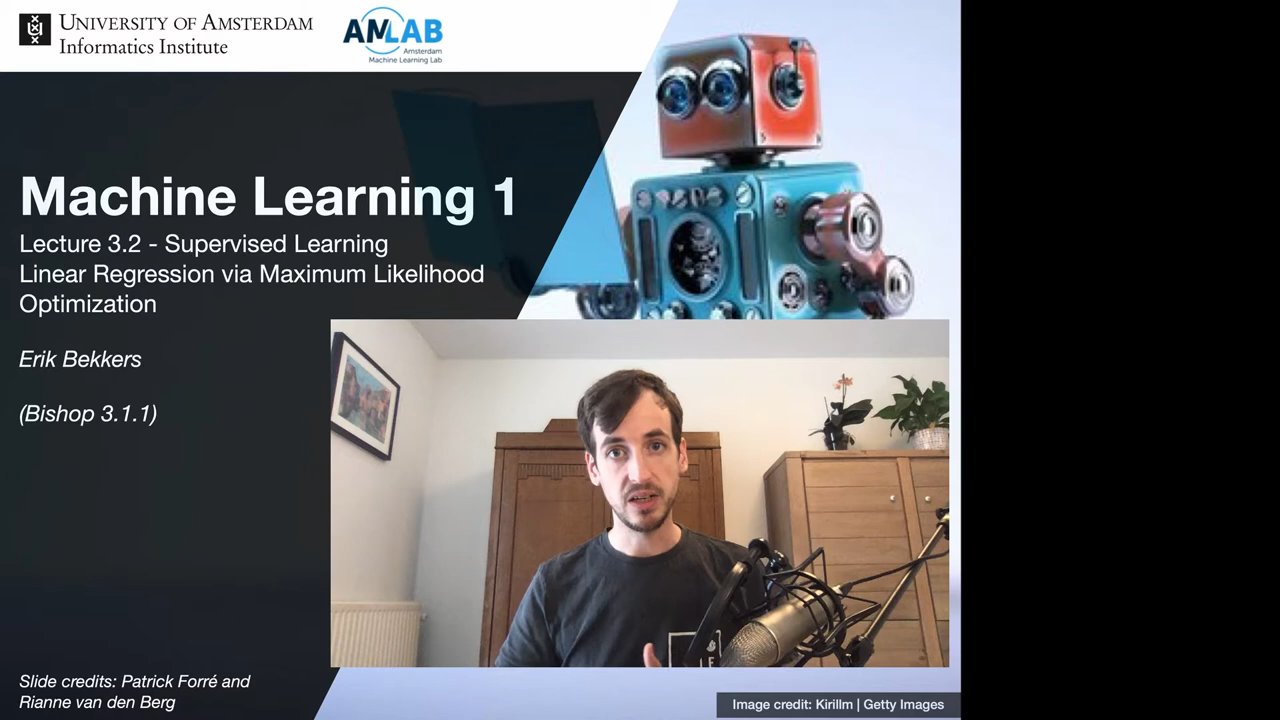 UNIVERSITY OF AMSTERDAM
Informatics Institute
AMLAB
Amsterdam
Machine Learning Lab
Machine Learning 1
Lecture 3.2 - Supervised Learning
Linear Regression via Maximum Likelihood
Optimization
Erik Bekkers
(Bishop 3.1.1)
Slide credits: Patrick Forré and
Rianne van den Berg
Image credit: Kirillm | Getty Images